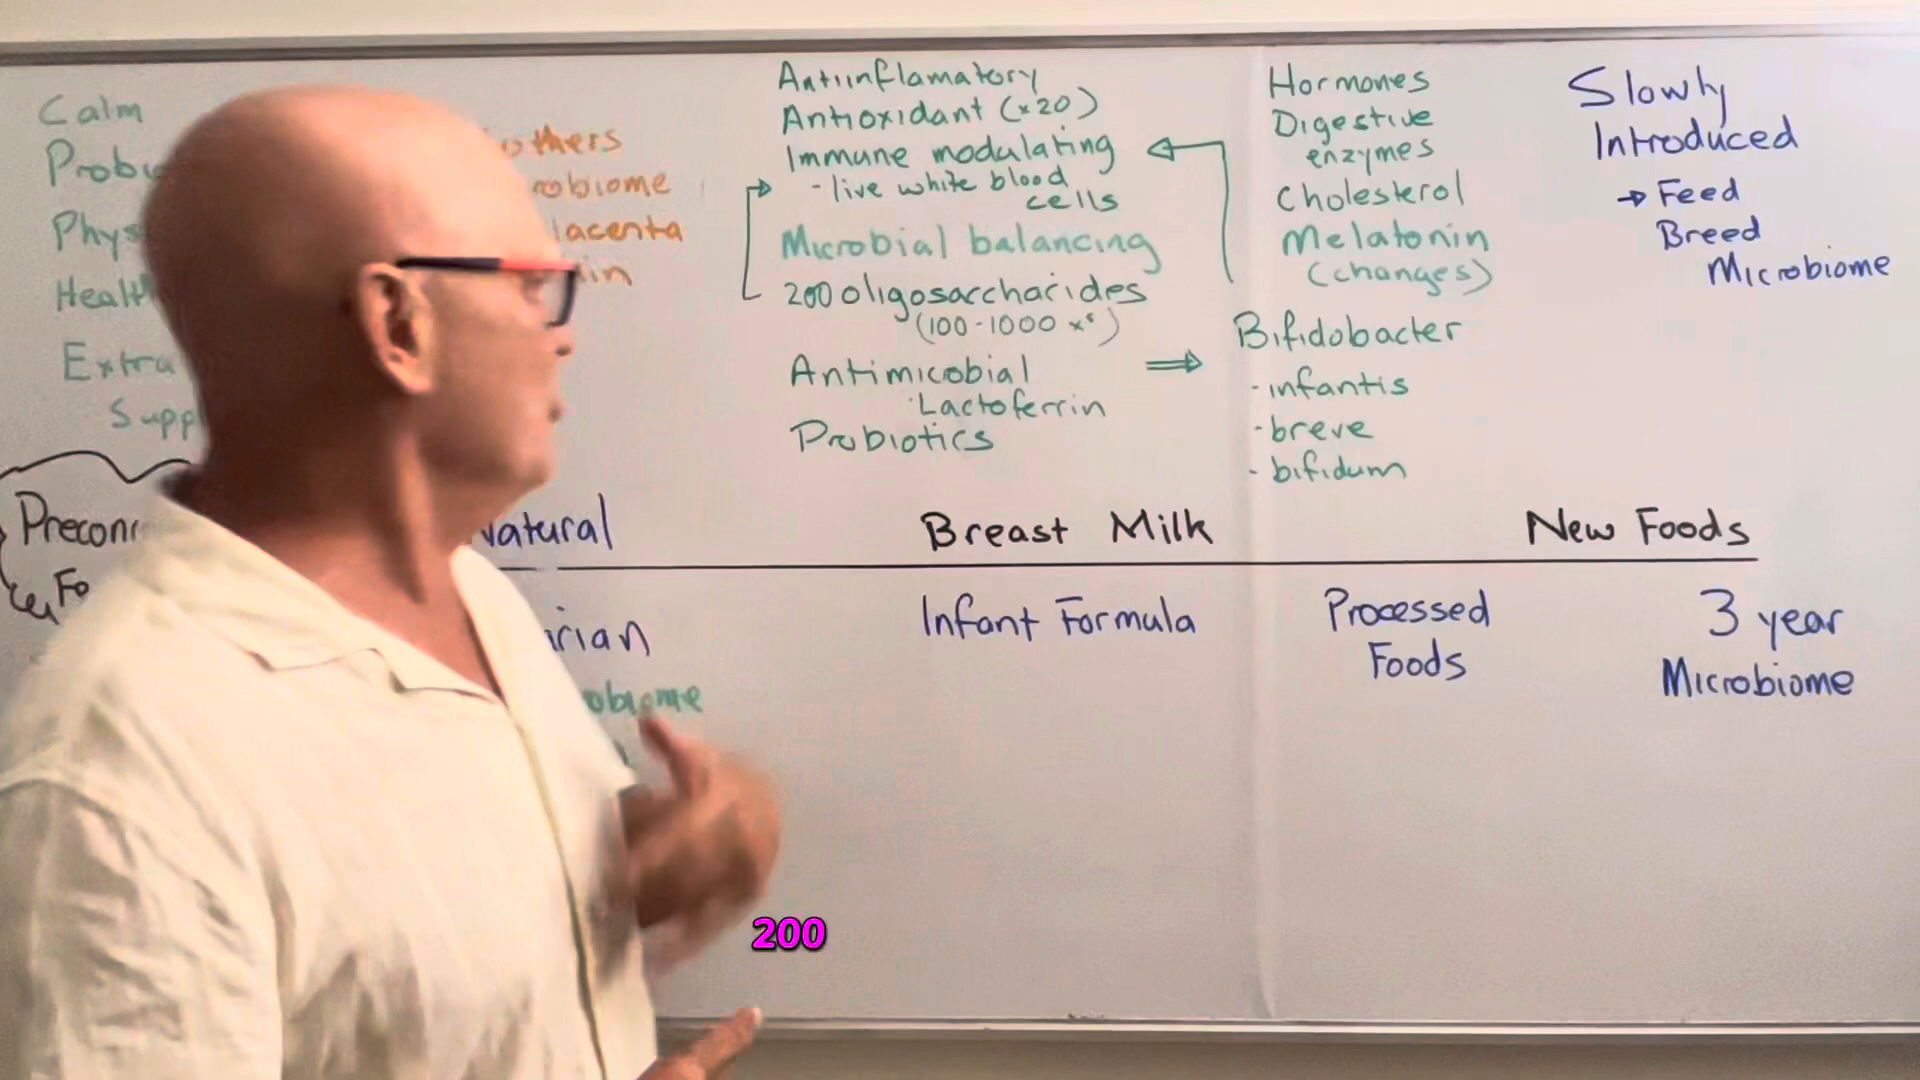 Calm
Extra
Antiinflamatory
Antioxidant (x20)
Immune modulating
- live white blood
cells
Microbial balancing
200 oligosaccharides
(100-1000 x's)
Antimicobial
Lactoferrin
Probiotics
Hormones
Digestive
enzymes
Cholesterol
Melatonin
(changes)
Bifidobacter
- infantis
- breve
- bifidum
Slowly
Introduced
→ Feed
Breed
Microbiome
Natural
Breast Milk
New Foods
Infant Formula
Processed
Foods
3 year
Microbiome
200